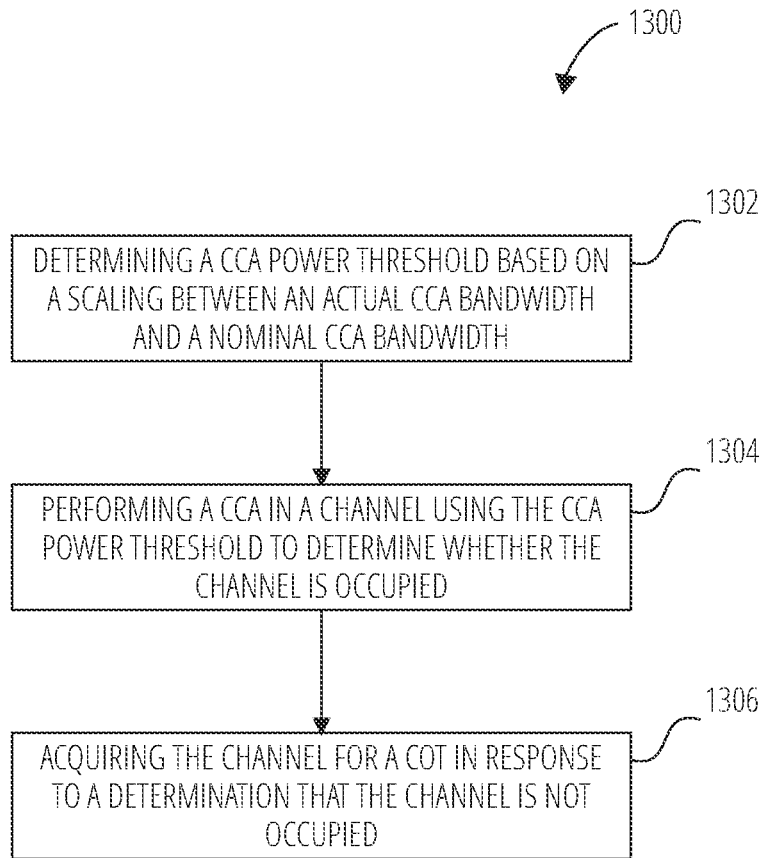 1300
1302
DETERMINING A CCA POWER THRESHOLD BASED ON
A SCALING BETWEEN AN ACTUAL CCA BANDWIDTH
AND A NOMINAL CCA BANDWIDTH
1304
PERFORMING A CCA IN A CHANNEL USING THE CCA
POWER THRESHOLD TO DETERMINE WHETHER THE
CHANNEL IS OCCUPIED
1306
ACQUIRING THE CHANNEL FOR A COT IN RESPONSE
TO A DETERMINATION THAT THE CHANNEL IS NOT
OCCUPIED